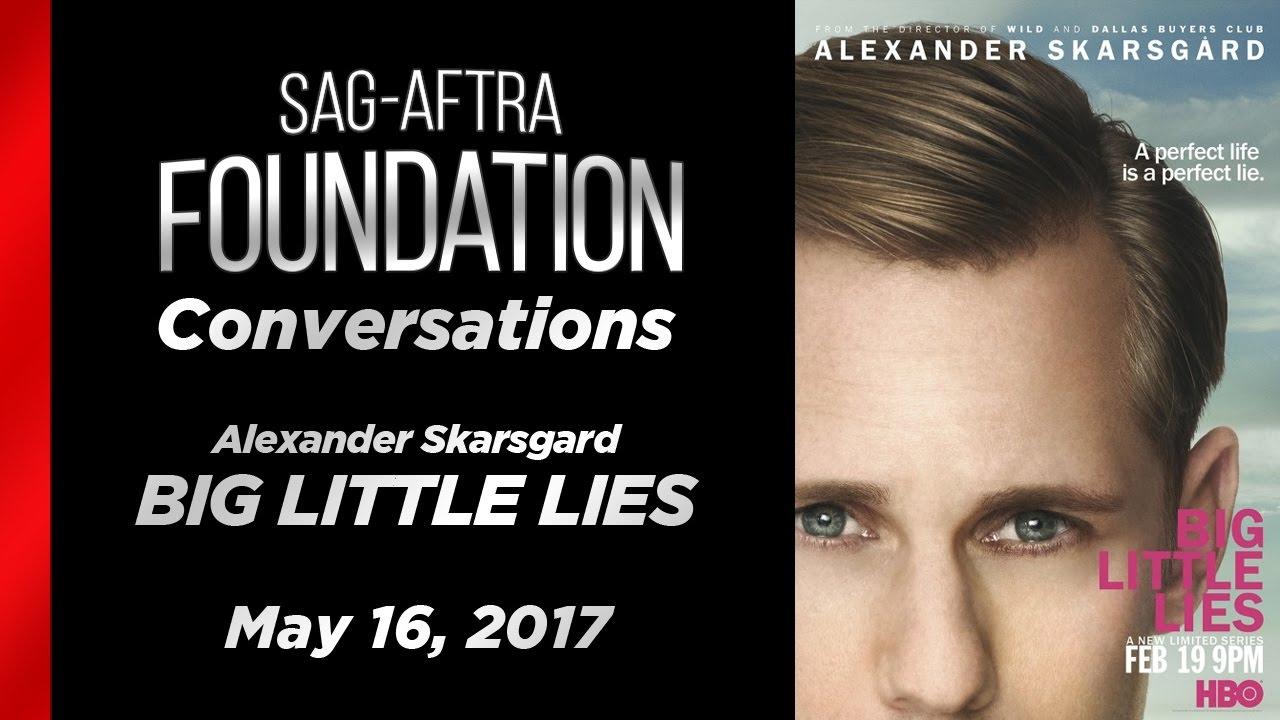 SAG-AFTRA
FOUNDATION
Conversations
Alexander Skarsgard
BIG LITTLE LIES
May 16, 2017
FROM THE DIRECTOR OF WILD AND DALLAS BUYERS CLUB
ALEXANDER SKARSGÅRD
A perfect life
is a perfect lie.
BIG
LITTLE
LIES
A NEW LIMITED SERIES
FEB 19 9PM
HBO